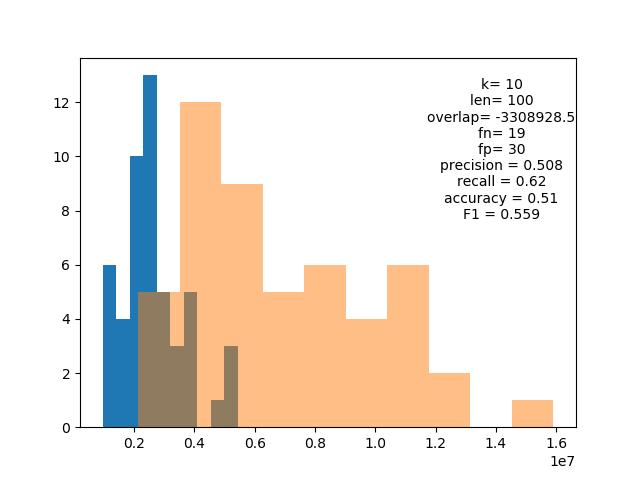 k= 10
len= 100
overlap= -3308928.5
fn= 19
fp= 30
precision = 0.508
recall = 0.62
accuracy = 0.51
F1 = 0.559
12
10
8
6
4
2
0
0.2 0.4 0.6 0.8 1.0 1.2 1.4 1.6
1e7